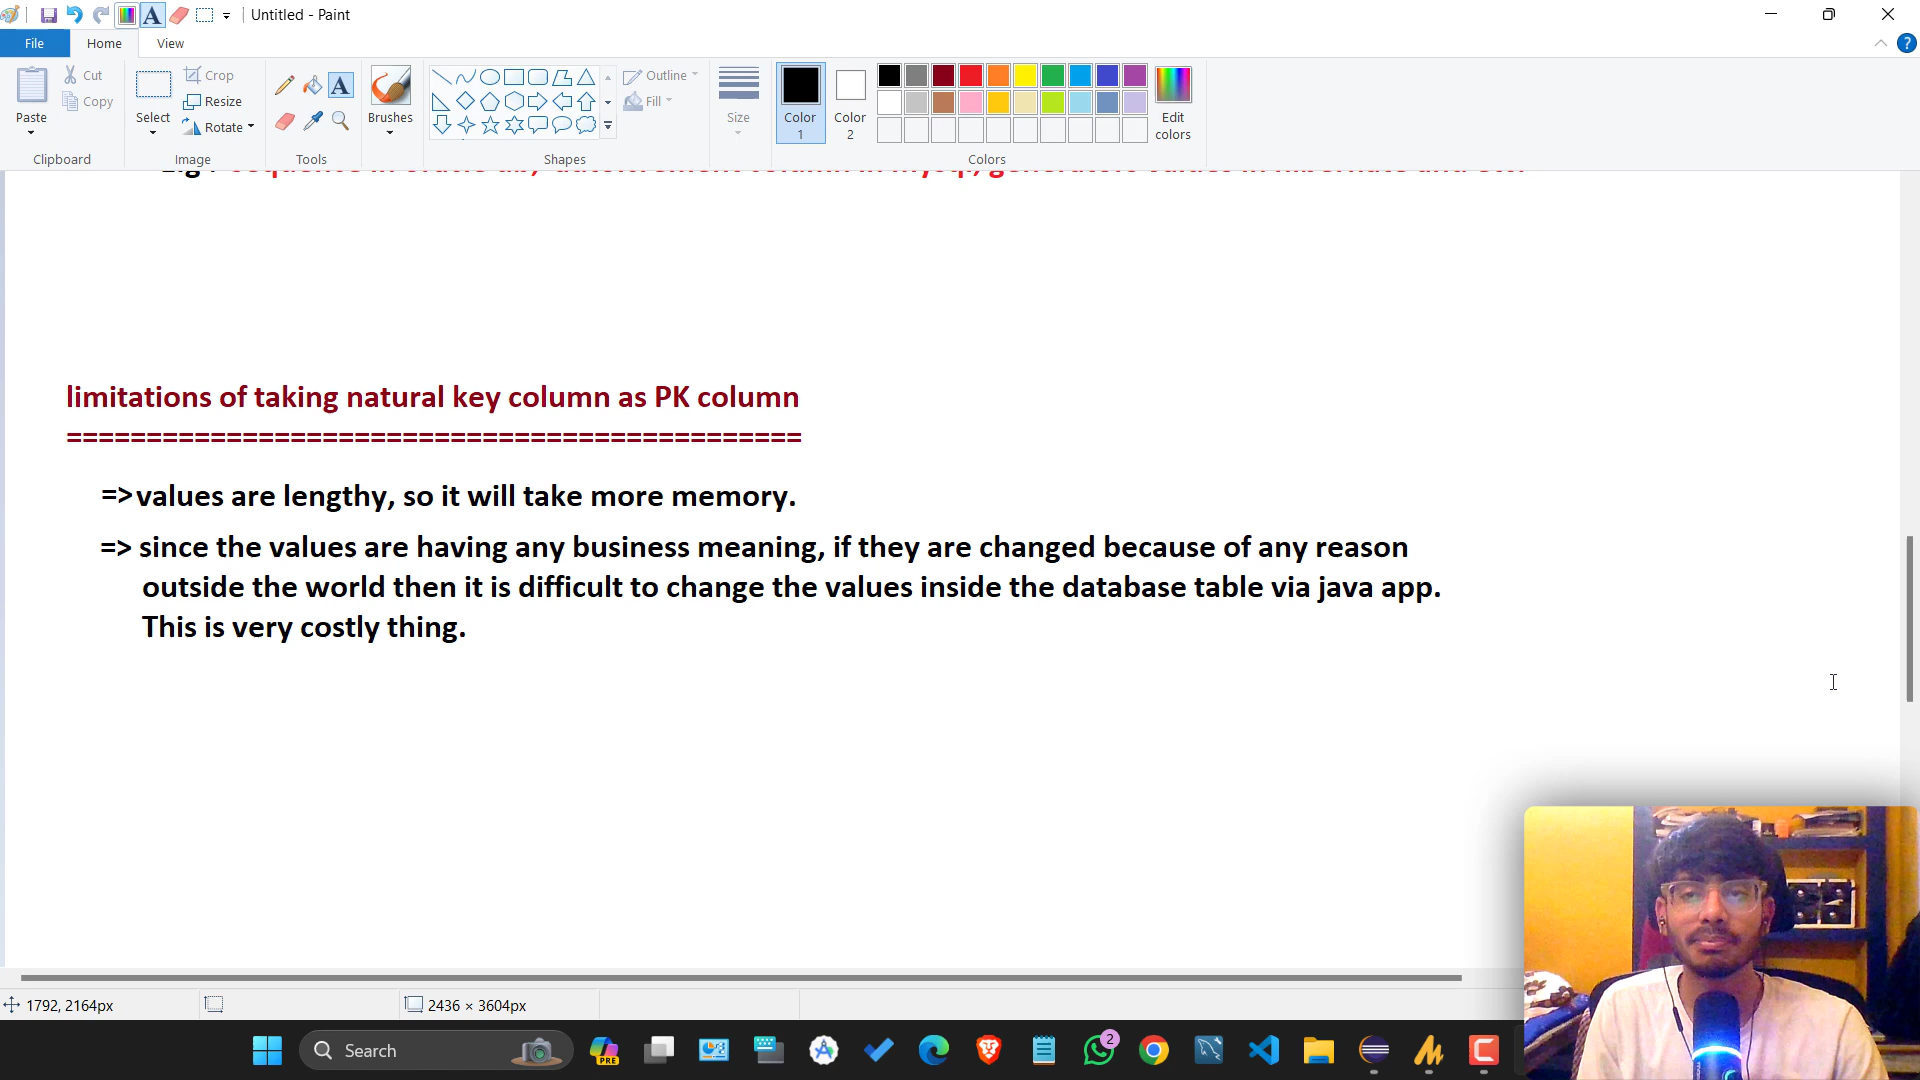 Untitled - Paint
File
Home
View
Paste
Cut
Copy
Clipboard
Select
Crop
Resize
Rotate
Image
Tools
Brushes
Shapes
Outline
Fill
Size
Color
1
Color
2
Edit
colors
Colors
limitations of taking natural key column as PK column
==============================================
=>values are lengthy, so it will take more memory.
=> since the values are having any business meaning, if they are changed because of any reason
outside the world then it is difficult to change the values inside the database table via java app.
This is very costly thing.
1792, 2164px
2436 × 3604px
Search
PRE
2